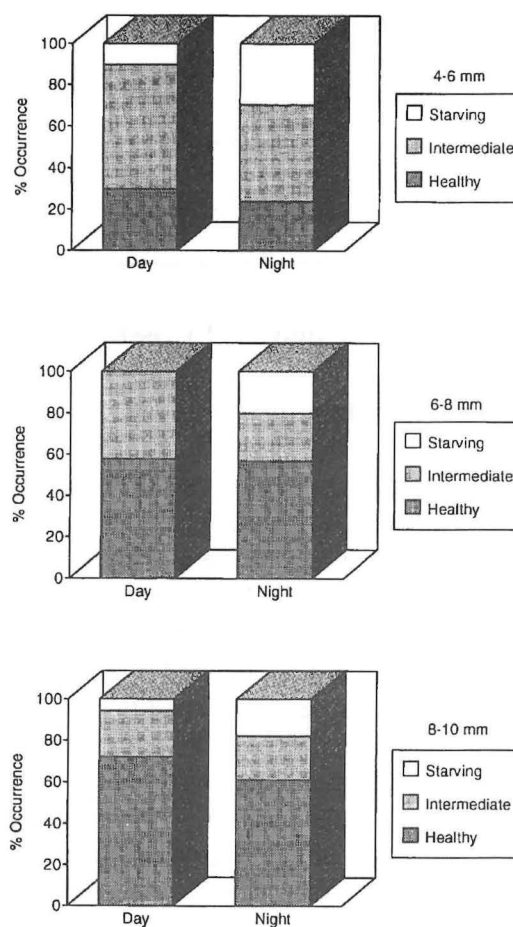 100
80
60
40
20
0
% Occurrence
Day
Night
4-6 mm
Starving
Intermediate
Healthy
100
80
60
40
20
0
% Occurrence
Day
Night
6-8 mm
Starving
Intermediate
Healthy
100
80
60
40
20
0
% Occurrence
Day
Night
8-10 mm
Starving
Intermediate
Healthy